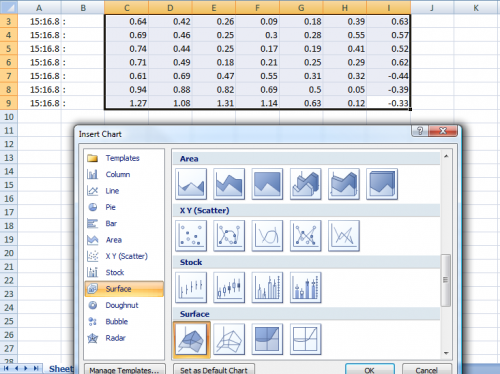 A B C D E F G H I J K
3 15:16.8 : 0.64 0.42 0.26 0.09 0.18 0.39 0.63
4 15:16.8 : 0.69 0.46 0.25 0.3 0.28 0.55 0.57
5 15:16.8 : 0.74 0.44 0.25 0.17 0.19 0.41 0.52
6 15:16.8 : 0.71 0.49 0.18 0.21 0.25 0.29 0.62
7 15:16.8 : 0.61 0.69 0.47 0.55 0.31 0.32 -0.44
8 15:16.8 : 0.94 0.88 0.82 0.69 0.5 0.05 -0.39
9 15:16.8 : 1.27 1.08 1.31 1.14 0.63 0.12 -0.33
10
11
12
13
14
15
16
17
18
19
20
21
22
23
24
25
26
27
28
Insert Chart
Templates
Column
Line
Pie
Bar
Area
X Y (Scatter)
Stock
Surface
Doughnut
Bubble
Radar
Area
X Y (Scatter)
Stock
Surface
Manage Templates...
Set as Default Chart
OK
Cancel
Sheet